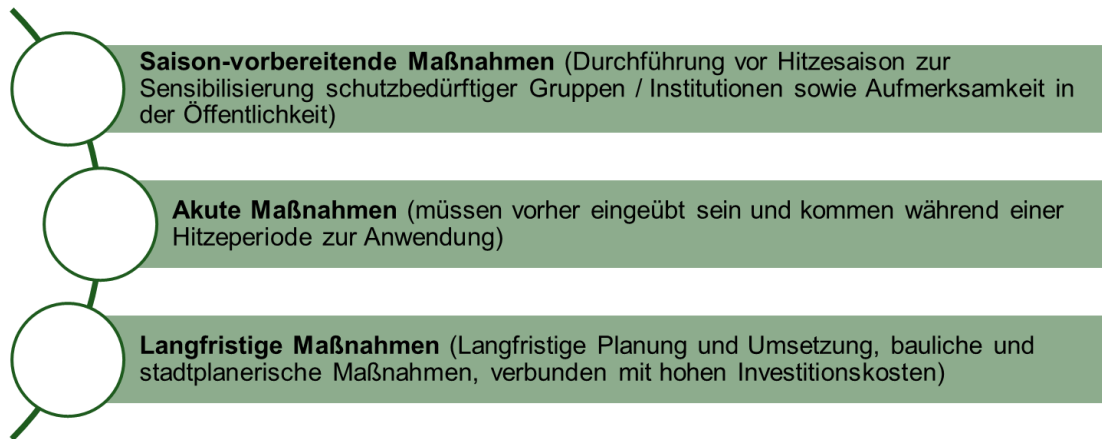 Saison-vorbereitende Maßnahmen (Durchführung vor Hitzesaison zur
Sensibilisierung schutzbedürftiger Gruppen / Institutionen sowie Aufmerksamkeit in
der Öffentlichkeit)
Akute Maßnahmen (müssen vorher eingeübt sein und kommen während einer
Hitzeperiode zur Anwendung)
Langfristige Maßnahmen (Langfristige Planung und Umsetzung, bauliche und
stadtplanerische Maßnahmen, verbunden mit hohen Investitionskosten)